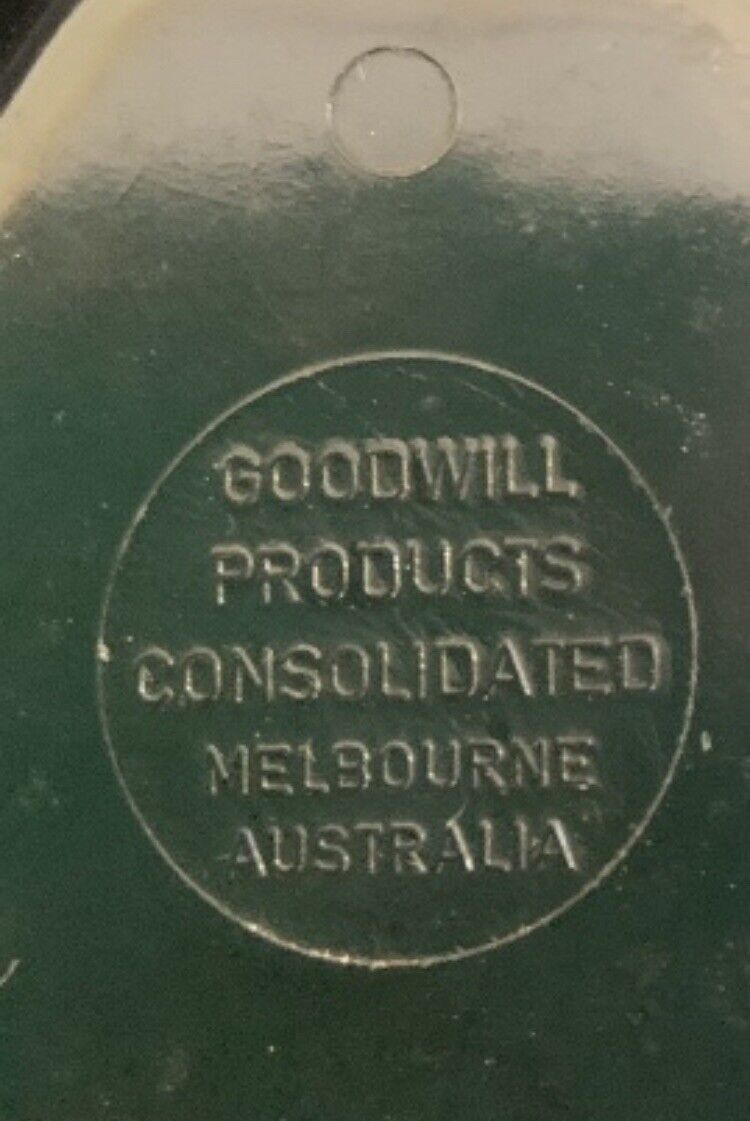 GOODWILL
PRODUCTS
CONSOLIDATED
MELBOURNE
AUSTRALIA